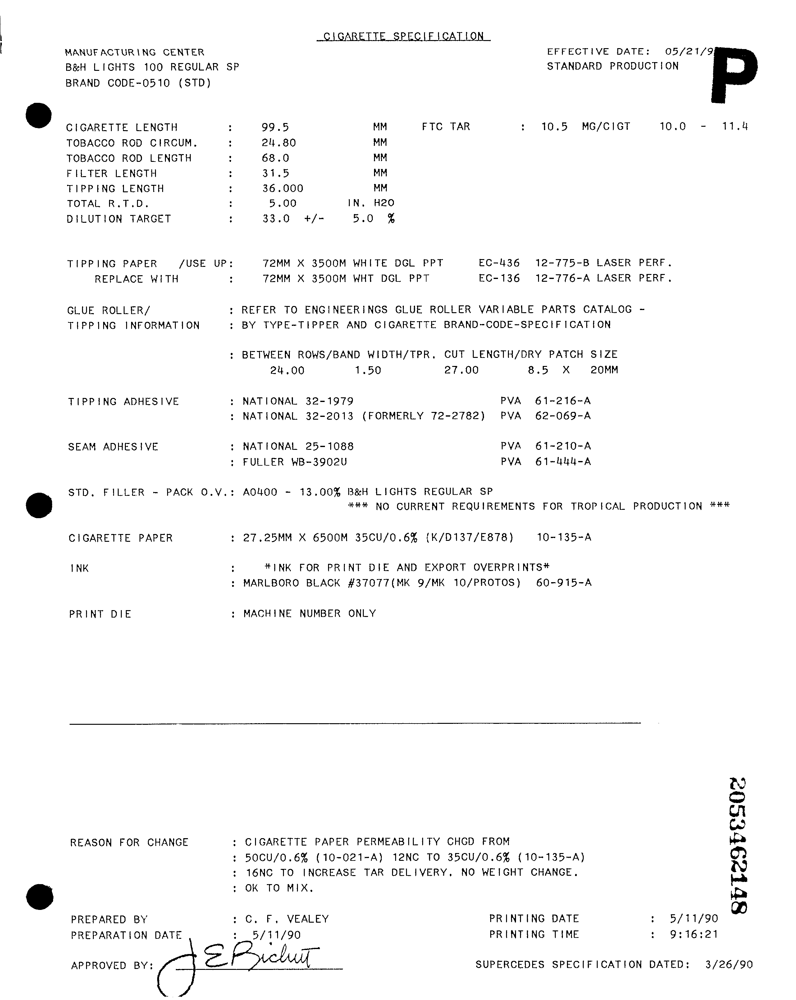 CIGARETTE SPECIFICATION
MANUFACTURING CENTER EFFECTIVE DATE: 05/21/9
B&H LIGHTS 100 REGULAR SP STANDARD PRODUCTION
BRAND CODE-0510 (STD)
P
CIGARETTE LENGTH : 99.5 MM FTC TAR : 10.5 MG/CIGT 10.0 - 11.4
TOBACCO ROD CIRCUM. : 24.80 MM
TOBACCO ROD LENGTH : 68.0 MM
FILTER LENGTH : 31.5 MM
TIPPING LENGTH : 36.000 MM
TOTAL R.T.D. : 5.00 IN. H2O
DILUTION TARGET : 33.0 +/- 5.0 %
TIPPING PAPER /USE UP: 72MM X 3500M WHITE DGL PPT EC-436 12-775-B LASER PERF.
REPLACE WITH : 72MM X 3500M WHT DGL PPT EC-136 12-776-A LASER PERF.
GLUE ROLLER/ : REFER TO ENGINEERINGS GLUE ROLLER VARIABLE PARTS CATALOG -
TIPPING INFORMATION : BY TYPE-TIPPER AND CIGARETTE BRAND-CODE-SPECIFICATION
: BETWEEN ROWS/BAND WIDTH/TPR. CUT LENGTH/DRY PATCH SIZE
24.00 1.50 27.00 8.5 X 20MM
TIPPING ADHESIVE : NATIONAL 32-1979 PVA 61-216-A
: NATIONAL 32-2013 (FORMERLY 72-2782) PVA 62-069-A
SEAM ADHESIVE : NATIONAL 25-1088 PVA 61-210-A
: FULLER WB-3902U PVA 61-444-A
STD. FILLER - PACK O.V.: A0400 - 13.00% B&H LIGHTS REGULAR SP
*** NO CURRENT REQUIREMENTS FOR TROPICAL PRODUCTION ***
CIGARETTE PAPER : 27.25MM X 6500M 35CU/0.6% (K/D137/E878) 10-135-A
INK : *INK FOR PRINT DIE AND EXPORT OVERPRINTS*
: MARLBORO BLACK #37077(MK 9/MK 10/PROTOS) 60-915-A
PRINT DIE : MACHINE NUMBER ONLY
2053462148
REASON FOR CHANGE : CIGARETTE PAPER PERMEABILITY CHGD FROM
: 50CU/0.6% (10-021-A) 12NC TO 35CU/0.6% (10-135-A)
: 16NC TO INCREASE TAR DELIVERY. NO WEIGHT CHANGE.
: OK TO MIX.
PREPARED BY : C. F. VEALEY PRINTING DATE : 5/11/90
PREPARATION DATE : 5/11/90 PRINTING TIME : 9:16:21
APPROVED BY: SUPERCEDES SPECIFICATION DATED: 3/26/90